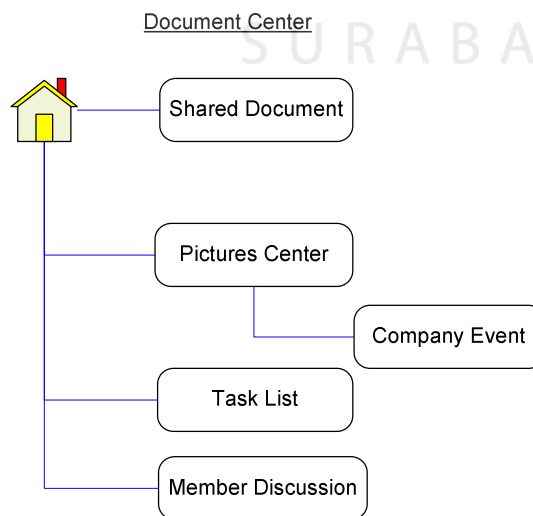 Document Center
SURABA
Shared Document
Pictures Center
Company Event
Task List
Member Discussion